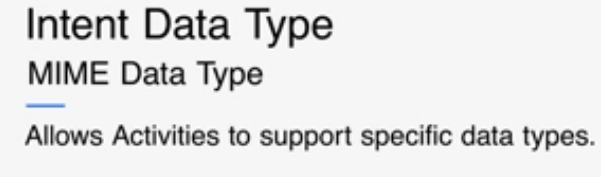 Intent Data Type
MIME Data Type
Allows Activities to support specific data types.